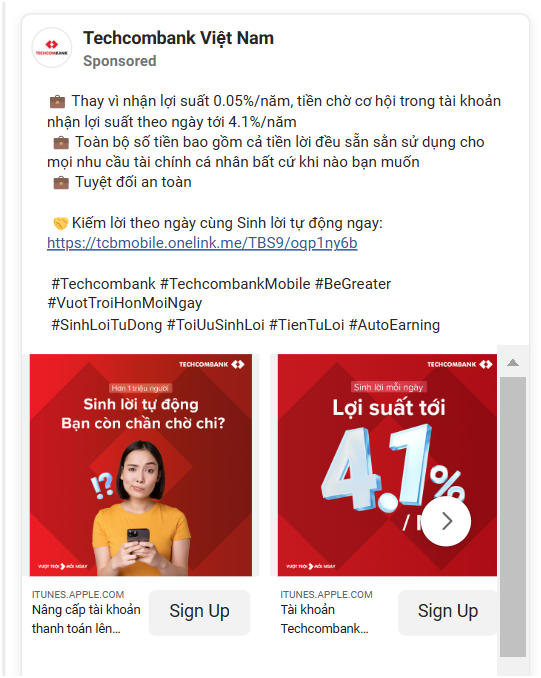 TECHCOMBANK
Techcombank Việt Nam
Sponsored
💼 Thay vì nhận lợi suất 0.05%/năm, tiền chờ cơ hội trong tài khoản
nhận lợi suất theo ngày tới 4.1%/năm
💼 Toàn bộ số tiền bao gồm cả tiền lời đều sẵn sằn sử dụng cho
mọi nhu cầu tài chính cá nhân bất cứ khi nào bạn muốn
💼 Tuyệt đối an toàn
🤝 Kiếm lời theo ngày cùng Sinh lời tự động ngay:
https://tcbmobile.onelink.me/TBS9/oqp1ny6b
#Techcombank #TechcombankMobile #BeGreater
#VuotTroiHonMoiNgay
#SinhLoiTuDong #ToiUuSinhLoi #TienTuLoi #AutoEarning
TECHCOMBANK
Hơn 1 triệu người
Sinh lời tự động
Bạn còn chần chờ chi?
!?
VƯỢT TRỘI MỖI NGÀY
ITUNES.APPLE.COM
Nâng cấp tài khoản
thanh toán lên...
Sign Up
TECHCOMBANK
Sinh lời mỗi ngày
Lợi suất tới
4.1%
VƯỢT TRỘI MỖI NGÀY
ITUNES.APPLE.COM
Tài khoản
Techcombank...
Sign Up